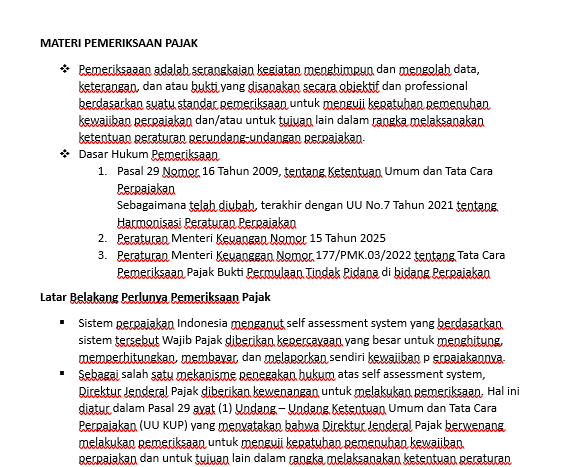 MATERI PEMERIKSAAN PAJAK
❖ Pemeriksaaan adalah serangkaian kegiatan menghimpun dan mengolah data,
keterangan, dan atau bukti yang disanakan secara objektif dan professional
berdasarkan suatu standar pemeriksaan untuk menguji kepatuhan pemenuhan
kewajiban perpajakan dan/atau untuk tujuan lain dalam rangka melaksanakan
ketentuan peraturan perundang-undangan perpajakan.
❖ Dasar Hukum Pemeriksaan
1. Pasal 29 Nomor 16 Tahun 2009, tentang Ketentuan Umum dan Tata Cara
Perpajakan
Sebagaimana telah diubah, terakhir dengan UU No.7 Tahun 2021 tentang
Harmonisasi Peraturan Perpajakan
2. Peraturan Menteri Keuangan Nomor 15 Tahun 2025
3. Peraturan Menteri Keuanggan Nomor 177/PMK.03/2022 tentang Tata Cara
Pemeriksaan Pajak Bukti Permulaan Tindak Pidana di bidang Perpajakan
Latar Belakang Perlunya Pemeriksaan Pajak
▪ Sistem perpajakan Indonesia menganut self assessment system yang berdasarkan
sistem tersebut Wajib Pajak diberikan kepercayaan yang besar untuk menghitung,
memperhitungkan, membayar, dan melaporkan sendiri kewajiban p erpajakannya.
▪ Sebagai salah satu mekanisme penegakan hukum atas self assessment system,
Direktur Jenderal Pajak diberikan kewenangan untuk melakukan pemeriksaan. Hal ini
diatur dalam Pasal 29 ayat (1) Undang – Undang Ketentuan Umum dan Tata Cara
Perpajakan (UU KUP) yang menyatakan bahwa Direktur Jenderal Pajak berwenang
melakukan pemeriksaan untuk menguji kepatuhan pemenuhan kewajiban
perpajakan dan untuk tujuan lain dalam rangka melaksanakan ketentuan peraturan